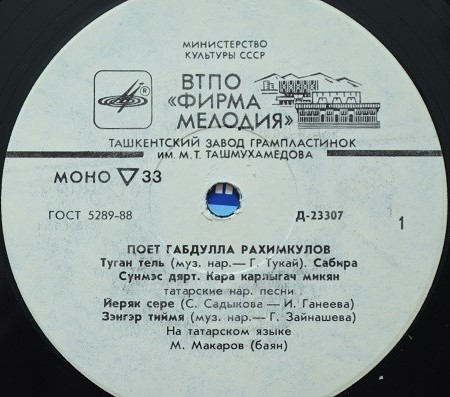 МИНИСТЕРСТВО
КУЛЬТУРЫ СССР
ВТПО
«ФИРМА
МЕЛОДИЯ»
ТАШКЕНТСКИЙ ЗАВОД ГРАМПЛАСТИНОК
ИМ. М. Т. ТАШМУХАМЕДОВА
МОНО 33
ГОСТ 5289-88 Д-23307
1
ПОЕТ ГАБДУЛЛА РАХИМКУЛОВ
Туган тель (муз. нар.— Г. Тукай). Сабира
Сунмэс дярт. Кара карлыгач микян
татарские нар. песни
Йеряк сере (С. Садыкова — И. Ганеева)
Зэнгэр тиймя (муз. нар.— Г. Зайнашева)
На татарском языке
М. Макаров (баян)